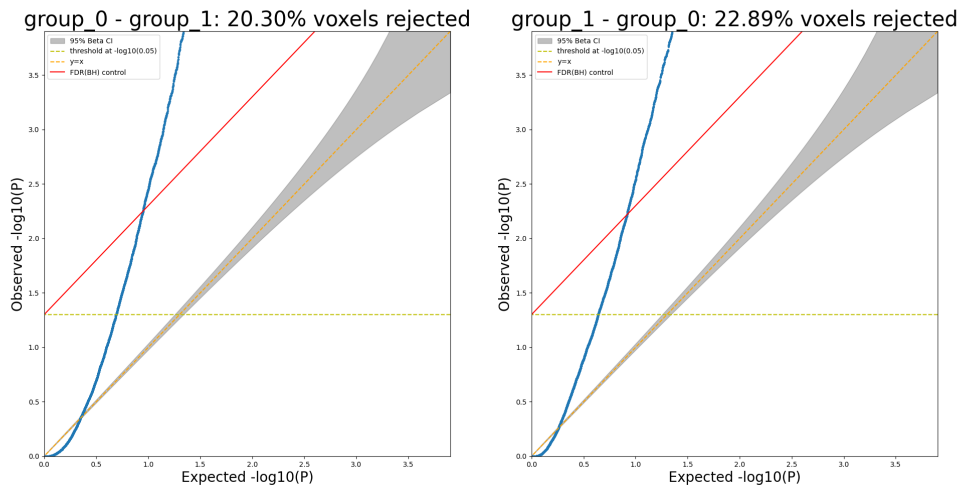 group_0 - group_1: 20.30% voxels rejected
95% Beta CI
threshold at -log10(0.05)
y=x
FDR(BH) control
Observed -log10(P)
3.5
3.0
2.5
2.0
1.5
1.0
0.5
0.0
0.0 0.5 1.0 1.5 2.0 2.5 3.0 3.5
Expected -log10(P)
group_1 - group_0: 22.89% voxels rejected
95% Beta CI
threshold at -log10(0.05)
y=x
FDR(BH) control
Observed -log10(P)
3.5
3.0
2.5
2.0
1.5
1.0
0.5
0.0
0.0 0.5 1.0 1.5 2.0 2.5 3.0 3.5
Expected -log10(P)